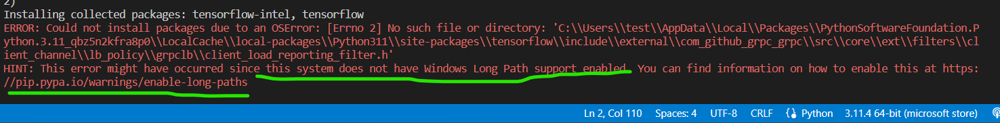 2)
Installing collected packages: tensorflow-intel, tensorflow
ERROR: Could not install packages due to an OSError: [Errno 2] No such file or directory: 'C:\\Users\\test\\AppData\\Local\\Packages\\PythonSoftwareFoundation.P
ython.3.11_qbz5n2kfra8p0\\LocalCache\\local-packages\\Python311\\site-packages\\tensorflow\\include\\external\\com_github_grpc_grpc\\src\\core\\ext\\filters\\cl
ient_channel\\lb_policy\\grpclb\\client_load_reporting_filter.h'
HINT: This error might have occurred since this system does not have Windows Long Path support enabled. You can find information on how to enable this at https:
//pip.pypa.io/warnings/enable-long-paths
Ln 2, Col 110 Spaces: 4 UTF-8 CRLF Python 3.11.4 64-bit (microsoft store)